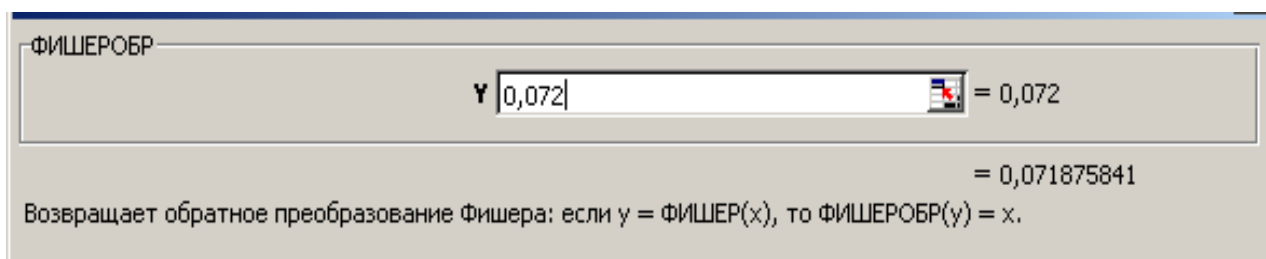 ФИШЕРОБР
Y 0,072 = 0,072
= 0,071875841
Возвращает обратное преобразование Фишера: если y = ФИШЕР(x), то ФИШЕРОБР(y) = x.